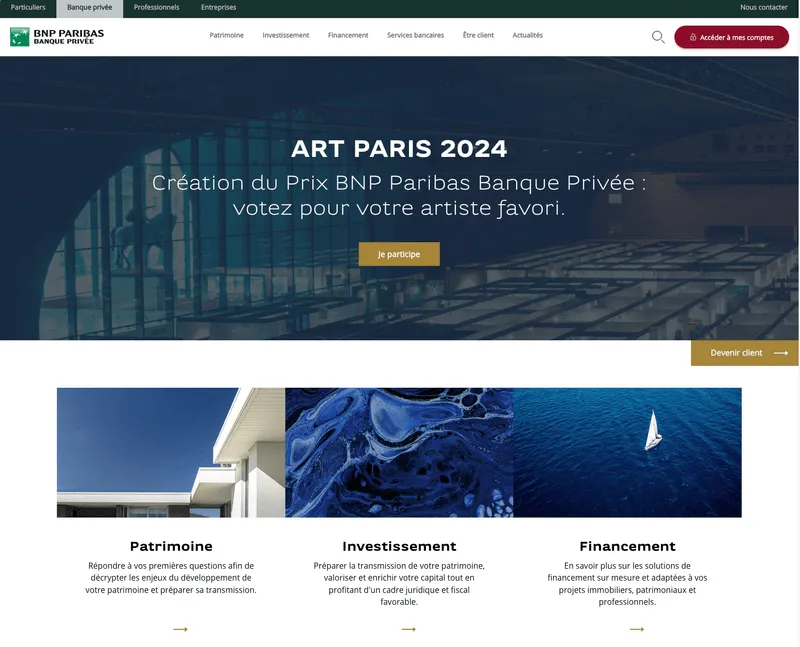 Particuliers Banque privée Professionnels Entreprises Nous contacter
BNP PARIBAS
BANQUE PRIVÉE
Patrimoine Investissement Financement Services bancaires Être client Actualités
Accéder à mes comptes
ART PARIS 2024
Création du Prix BNP Paribas Banque Privée :
votez pour votre artiste favori.
Je participe
Devenir client
Patrimoine
Répondre à vos premières questions afin de
décrypter les enjeux du développement de
votre patrimoine et préparer sa transmission.
Investissement
Préparer la transmission de votre patrimoine,
valoriser et enrichir votre capital tout en
profitant d'un cadre juridique et fiscal
favorable.
Financement
En savoir plus sur les solutions de
financement sur mesure et adaptées à vos
projets immobiliers, patrimoniaux et
professionnels.